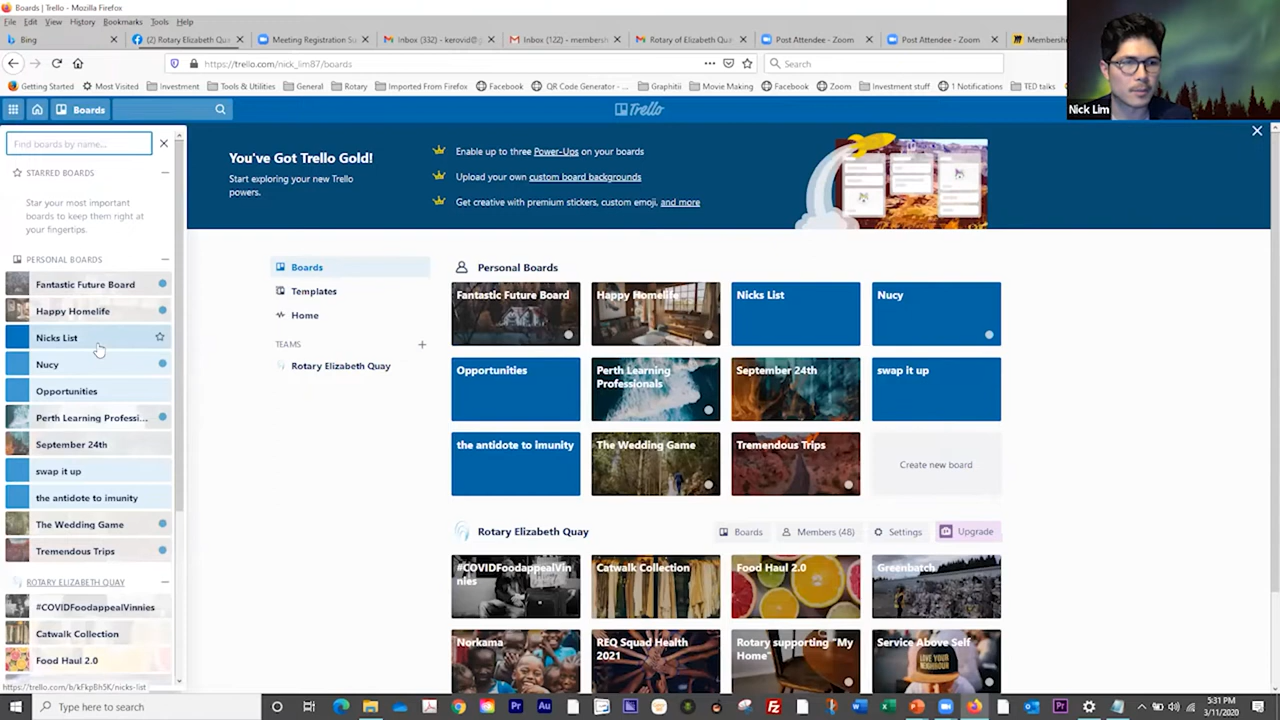 Boards | Trello - Mozilla Firefox
File Edit View History Bookmarks Tools Help
Bing
(2) Rotary Elizabeth Qu
Meeting Registration Su
Inbox (332) - kerovid@g
Inbox (122) - members
Rotary of Elizabeth Qu
Post Attendee - Zoom
Post Attendee - Zoom
Membershi
https://trello.com/nick_lim87/boards
Search
Getting Started
Most Visited
Investment
Tools & Utilities
General
Rotary
Imported From Firefox
Facebook
QR Code Generator - ...
Graphitii
Movie Making
Facebook
Zoom
Investment stuff
1 Notifications
TED talks
Nick Lim
Boards
Trello
Find boards by name...
STARRED BOARDS
Star your most important
boards to keep them right at
your fingertips.
PERSONAL BOARDS
Fantastic Future Board
Happy Homelife
Nicks List
Nucy
Opportunities
Perth Learning Professi...
September 24th
swap it up
the antidote to imunity
The Wedding Game
Tremendous Trips
ROTARY ELIZABETH QUAY
#COVIDFoodappealVinnies
Catwalk Collection
Food Haul 2.0
https://trello.com/b/kFkpBh5K/nicks-list
You've Got Trello Gold!
Start exploring your new Trello
powers.
Enable up to three Power-Ups on your boards
Upload your own custom board backgrounds
Get creative with premium stickers, custom emoji, and more
Boards
Templates
Home
TEAMS
Rotary Elizabeth Quay
Personal Boards
Fantastic Future Board
Happy Homelife
Nicks List
Nucy
Opportunities
Perth Learning
Professionals
September 24th
swap it up
the antidote to imunity
The Wedding Game
Tremendous Trips
Create new board
Rotary Elizabeth Quay
Boards
Members (48)
Settings
Upgrade
#COVIDFoodappealVin
nies
Catwalk Collection
Food Haul 2.0
Greenbatch
Norkama
REQ Squad Health
2021
Rotary supporting "My
Home"
Service Above Self
LOVE YOUR
NEIGHBOUR
Type here to search
5:31 PM
3/11/2020